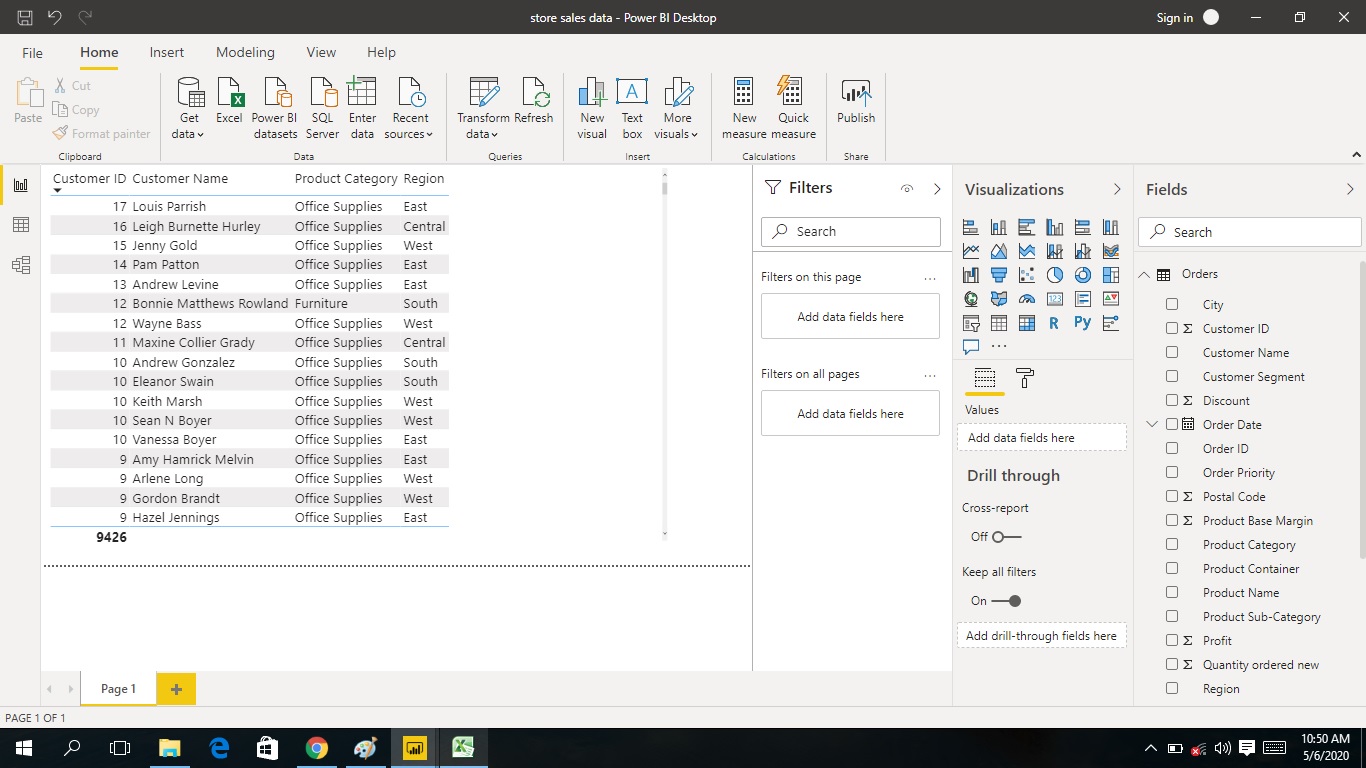 store sales data - Power BI Desktop
Sign in
File Home Insert Modeling View Help
Paste
Cut
Copy
Format painter
Clipboard
Get data
Excel
Power BI datasets
SQL Server
Enter data
Recent sources
Data
Transform data
Refresh
Queries
New visual
Text box
More visuals
Insert
New measure
Quick measure
Calculations
Publish
Share
Customer ID Customer Name Product Category Region
17 Louis Parrish Office Supplies East
16 Leigh Burnette Hurley Office Supplies Central
15 Jenny Gold Office Supplies West
14 Pam Patton Office Supplies East
13 Andrew Levine Office Supplies East
12 Bonnie Matthews Rowland Furniture South
12 Wayne Bass Office Supplies West
11 Maxine Collier Grady Office Supplies Central
10 Andrew Gonzalez Office Supplies South
10 Eleanor Swain Office Supplies South
10 Keith Marsh Office Supplies West
10 Sean N Boyer Office Supplies West
10 Vanessa Boyer Office Supplies East
9 Amy Hamrick Melvin Office Supplies East
9 Arlene Long Office Supplies West
9 Gordon Brandt Office Supplies West
9 Hazel Jennings Office Supplies East
9426
Filters
Search
Filters on this page ...
Add data fields here
Filters on all pages ...
Add data fields here
Visualizations
123
R
Py
...
Values
Add data fields here
Drill through
Cross-report
Off
Keep all filters
On
Add drill-through fields here
Fields
Search
Orders
City
Σ Customer ID
Customer Name
Customer Segment
Σ Discount
Order Date
Order ID
Order Priority
Σ Postal Code
Σ Product Base Margin
Product Category
Product Container
Product Name
Product Sub-Category
Σ Profit
Σ Quantity ordered new
Region
Page 1
PAGE 1 OF 1
10:50 AM
5/6/2020